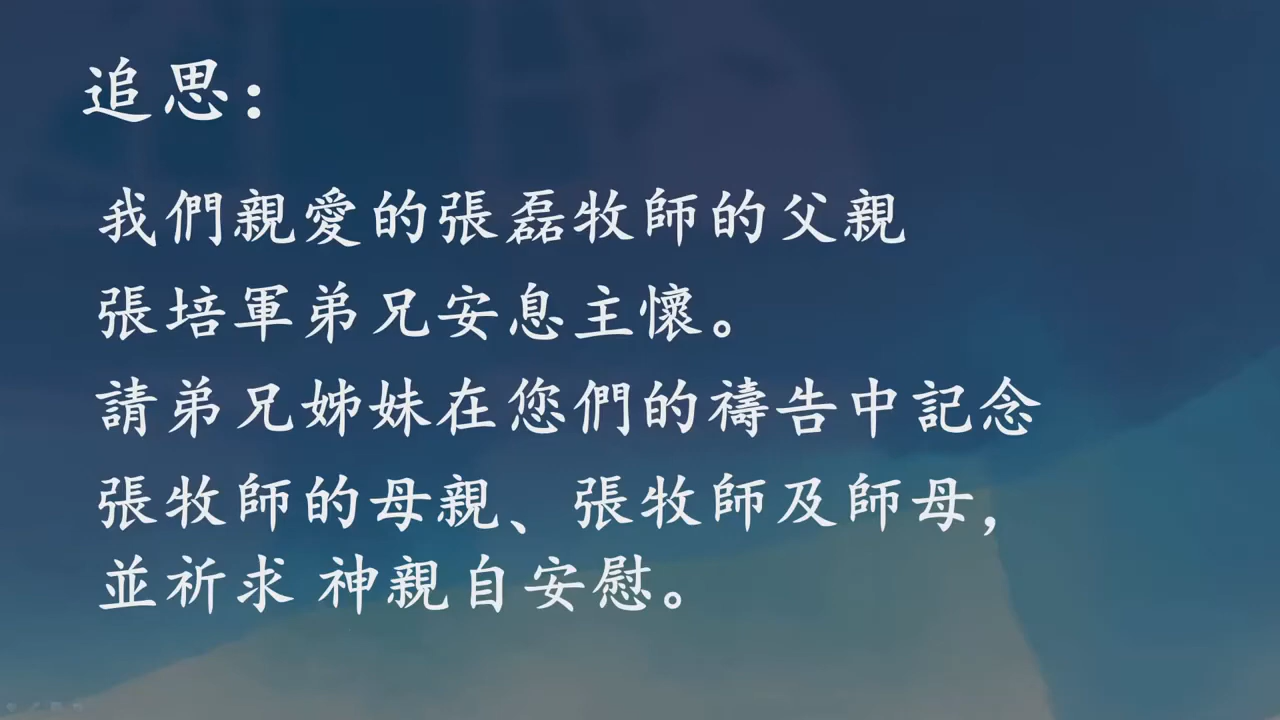 追思：
我們親愛的張磊牧師的父親
張培軍弟兄安息主懷。
請弟兄姊妹在您們的禱告中記念
張牧師的母親、張牧師及師母，
並祈求 神親自安慰。